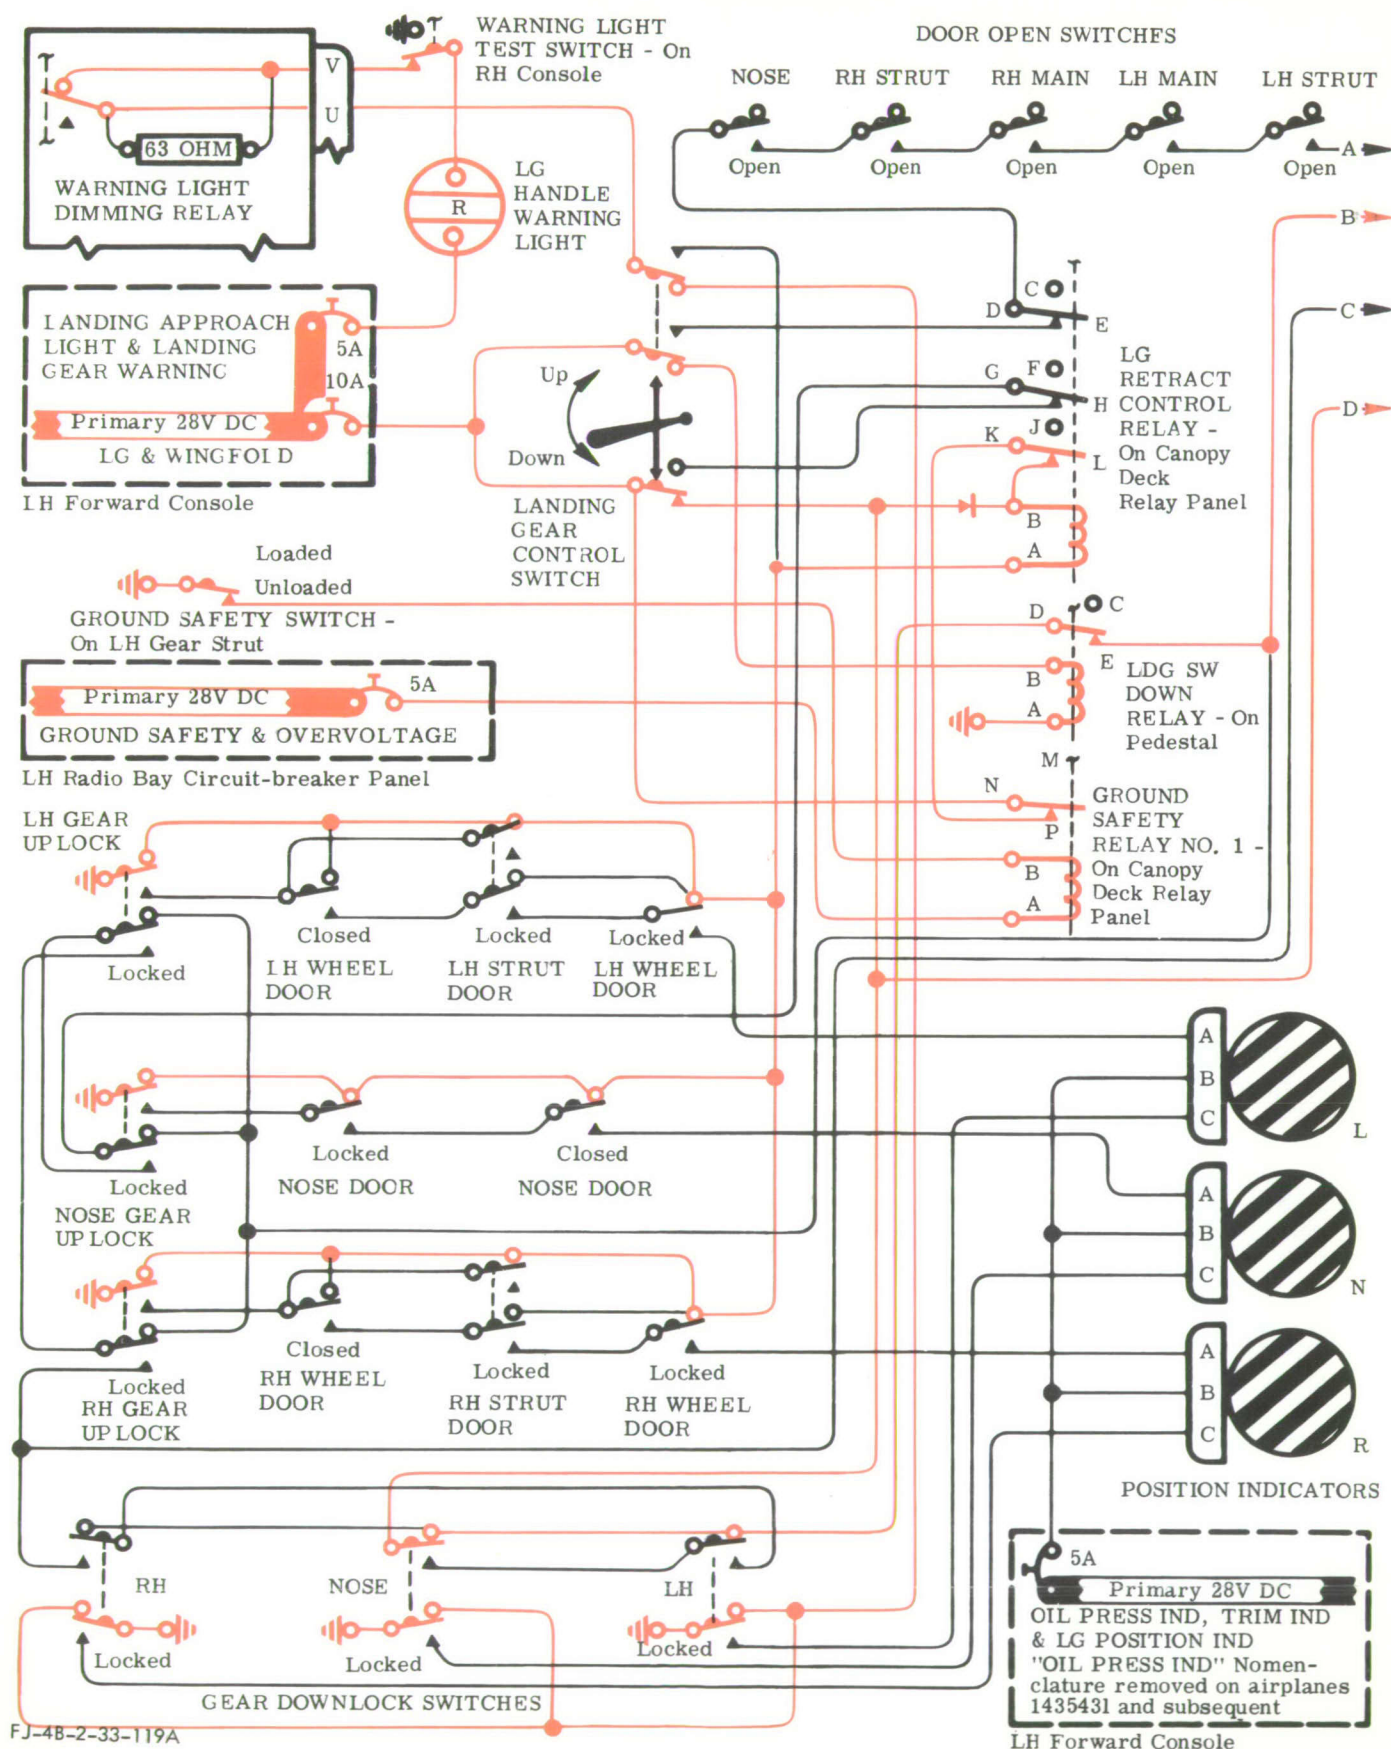 WARNING LIGHT
TEST SWITCH - On
RH Console
DOOR OPEN SWITCHFS
NOSE
RH STRUT
RH MAIN
LH MAIN
LH STRUT
V
U
63 OHM
WARNING LIGHT
DIMMING RELAY
Open
Open
Open
Open
Open
A
B
C
D
LG
HANDLE
WARNING
LIGHT
R
LANDING APPROACH
LIGHT & LANDING
GEAR WARNING
5A
10A
Primary 28V DC
LG & WINGFOLD
LH Forward Console
Up
Down
LANDING
GEAR
CONTROL
SWITCH
C
D
E
F
G
H
J
K
L
B
A
LG
RETRACT
CONTROL
RELAY -
On Canopy
Deck
Relay Panel
Loaded
Unloaded
GROUND SAFETY SWITCH -
On LH Gear Strut
D
C
E
B
A
LDG SW
DOWN
RELAY - On
Pedestal
5A
Primary 28V DC
GROUND SAFETY & OVERVOLTAGE
LH Radio Bay Circuit-breaker Panel
M
N
P
B
A
GROUND
SAFETY
RELAY NO. 1 -
On Canopy
Deck Relay
Panel
LH GEAR
UP LOCK
Locked
Closed
LH WHEEL
DOOR
Locked
LH STRUT
DOOR
Locked
LH WHEEL
DOOR
A
B
C
L
Locked
NOSE GEAR
UP LOCK
Locked
NOSE DOOR
Closed
NOSE DOOR
A
B
C
N
Locked
RH GEAR
UP LOCK
Closed
RH WHEEL
DOOR
Locked
RH STRUT
DOOR
Locked
RH WHEEL
DOOR
A
B
C
R
POSITION INDICATORS
RH
NOSE
LH
Locked
Locked
Locked
GEAR DOWNLOCK SWITCHES
5A
Primary 28V DC
OIL PRESS IND, TRIM IND
& LG POSITION IND
"OIL PRESS IND" Nomen-
clature removed on airplanes
1435431 and subsequent
LH Forward Console
FJ-4B-2-33-119A